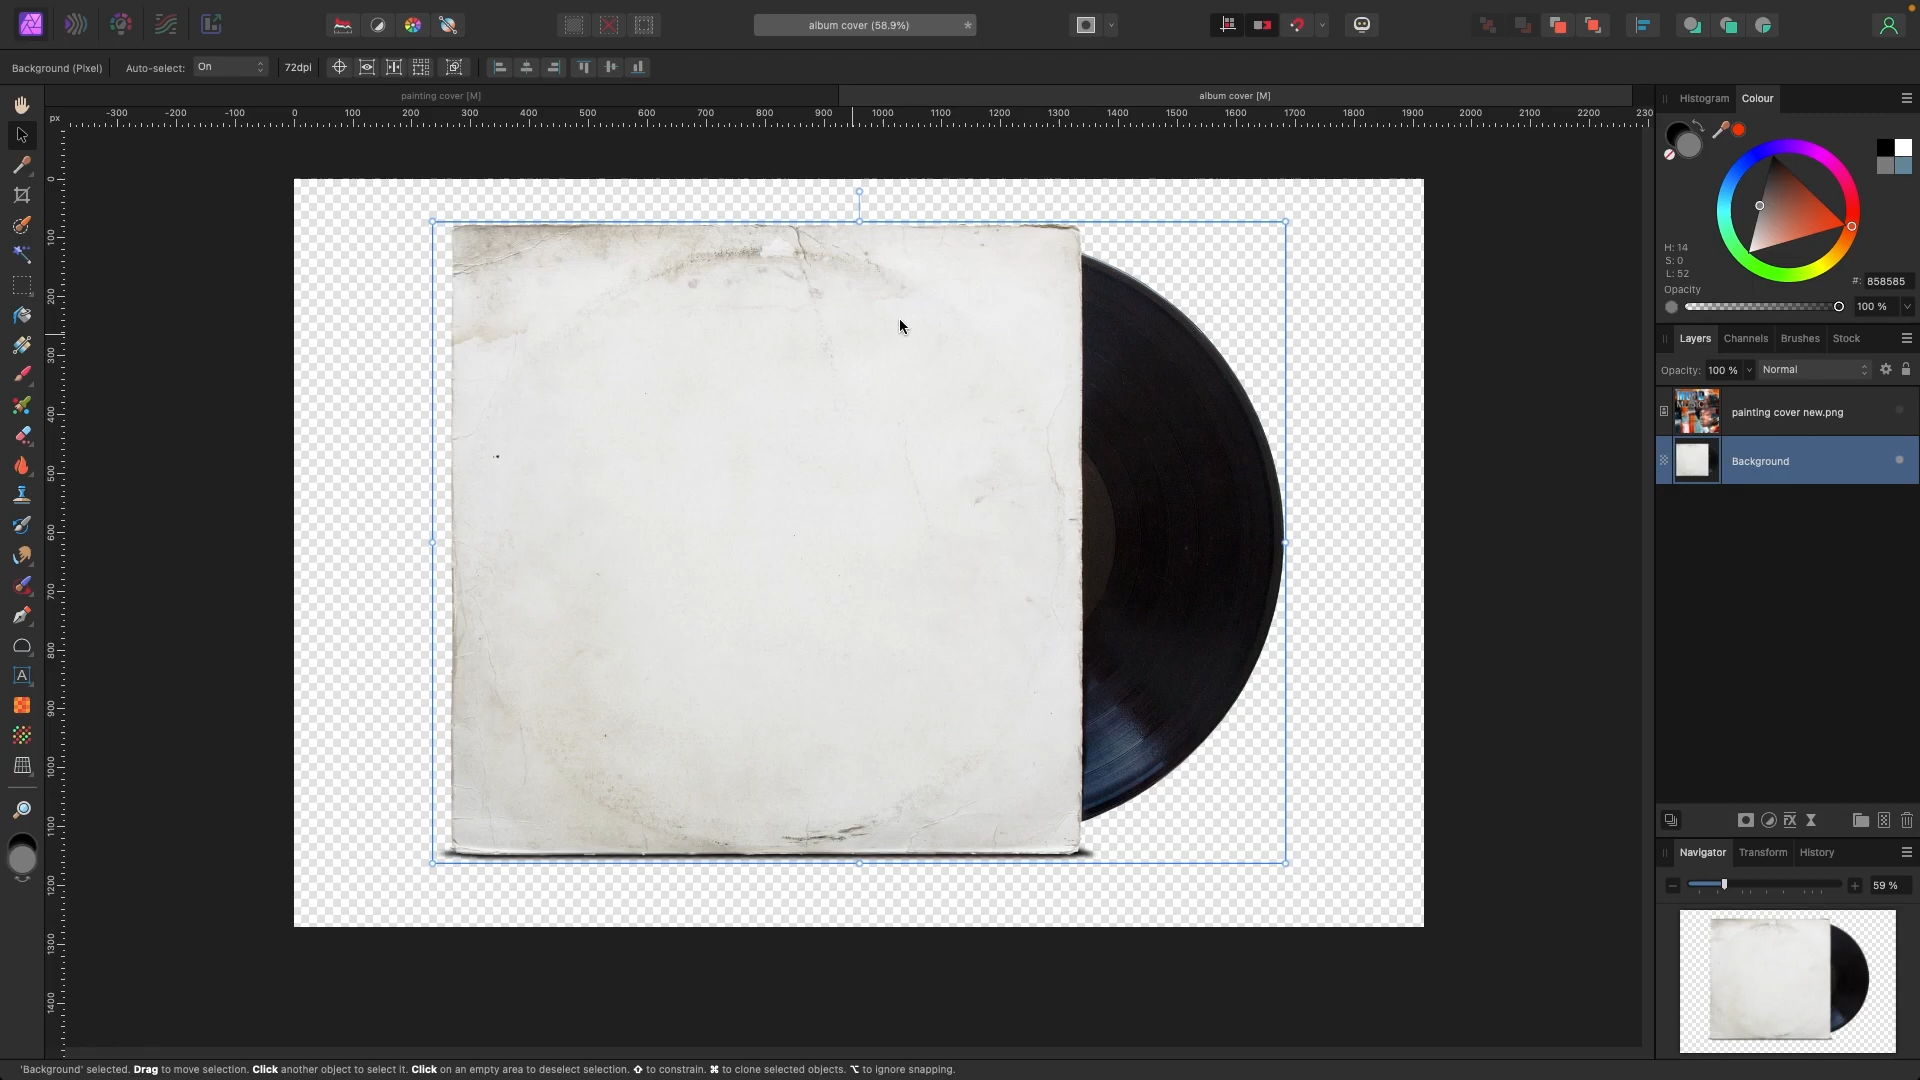 album cover (58.9%)
*
Background (Pixel)
Auto-select:
On
72dpi
painting cover [M]
album cover [M]
px
-300 -200 -100 0 100 200 300 400 500 600 700 800 900 1000 1100 1200 1300 1400 1500 1600 1700 1800 1900 2000 2100 2200 230
0
100
200
300
400
500
600
700
800
900
1000
1100
1200
1300
1400
Histogram
Colour
H: 14
S: 0
L: 52
#: 858585
Opacity
100 %
Layers Channels Brushes Stock
Opacity: 100 % Normal
painting cover new.png
Background
Navigator Transform History
59 %
'Background' selected. Drag to move selection. Click another object to select it. Click on an empty area to deselect selection. ⇧ to constrain. ⌘ to clone selected objects. ⌥ to ignore snapping.